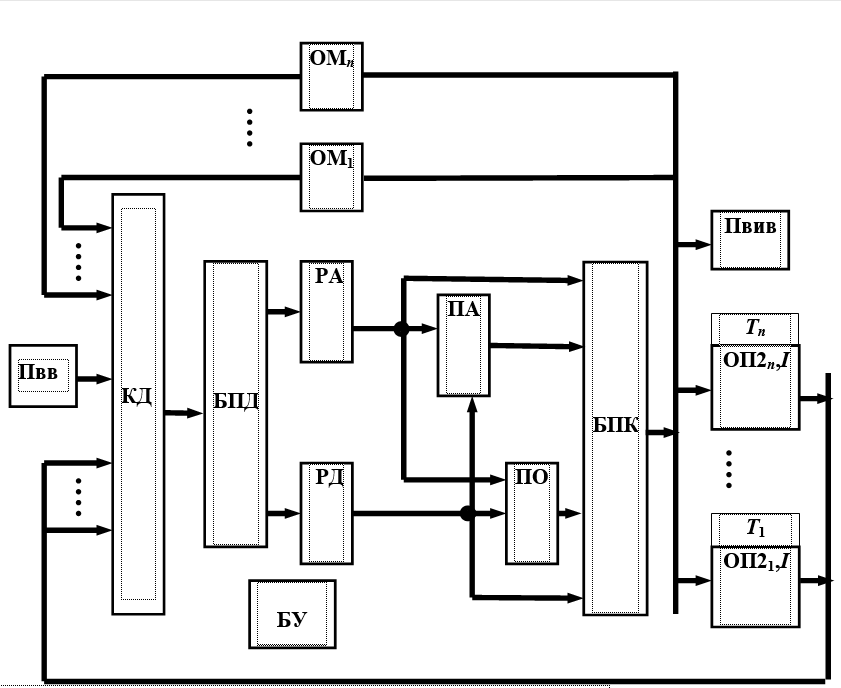 ОМn
ОМ1
Пвив
РА
ПА
Tn
Пвв
КД
БПД
ОП2n,I
БПК
РД
ПО
T1
ОП21,I
БУ